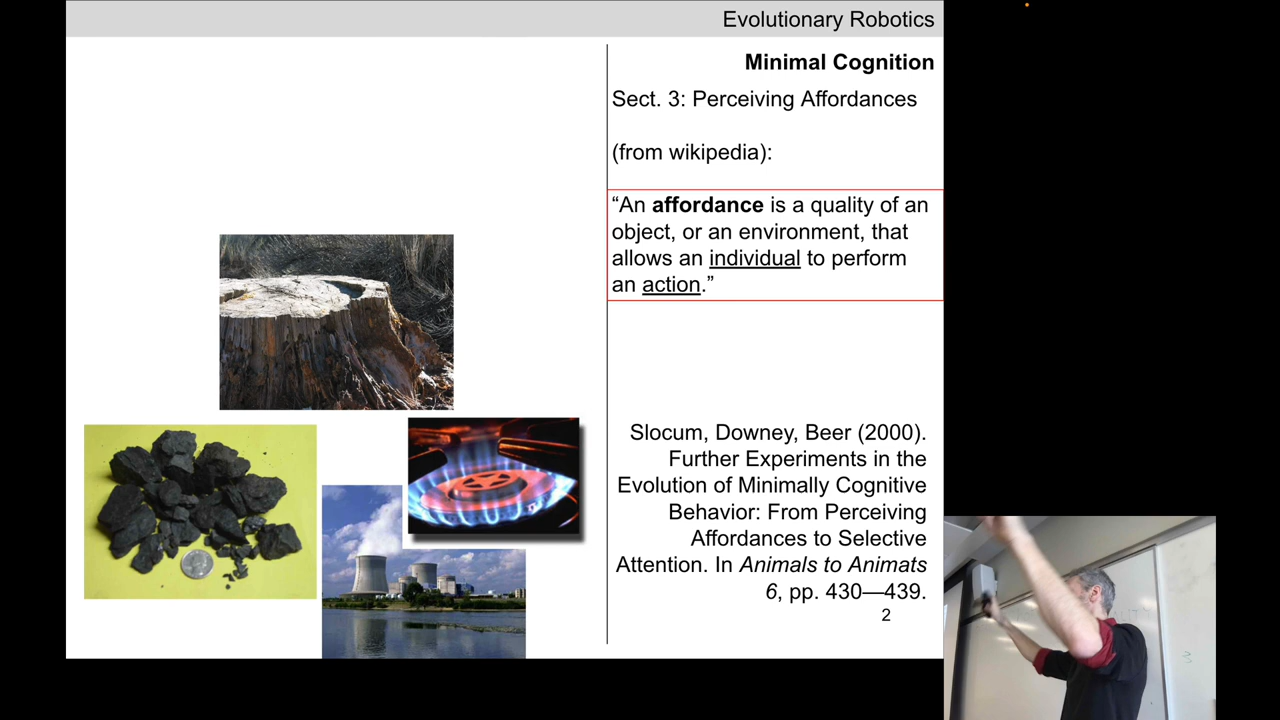 Evolutionary Robotics
Minimal Cognition
Sect. 3: Perceiving Affordances
(from wikipedia):
“An affordance is a quality of an
object, or an environment, that
allows an individual to perform
an action.”
Slocum, Downey, Beer (2000).
Further Experiments in the
Evolution of Minimally Cognitive
Behavior: From Perceiving
Affordances to Selective
Attention. In Animals to Animats
6, pp. 430—439.
2